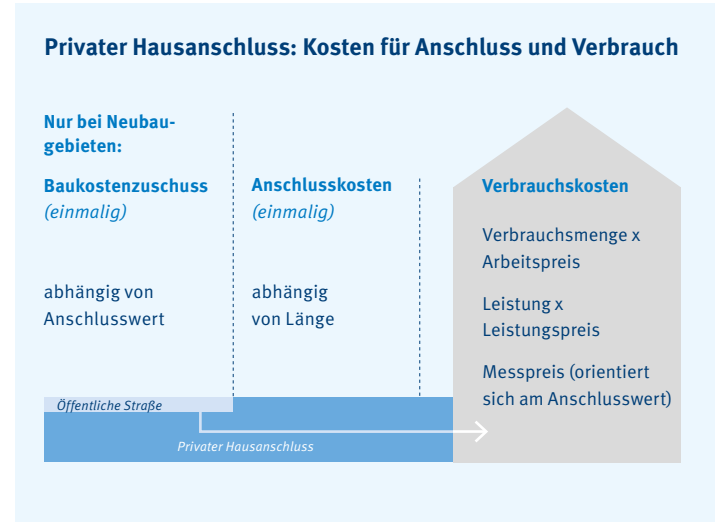 Privater Hausanschluss: Kosten für Anschluss und Verbrauch
Nur bei Neubau-
gebieten:
Baukostenzuschuss
(einmalig)
abhängig von
Anschlusswert
Anschlusskosten
(einmalig)
abhängig
von Länge
Verbrauchskosten
Verbrauchsmenge x
Arbeitspreis
Leistung x
Leistungspreis
Messpreis (orientiert
sich am Anschlusswert)
Öffentliche Straße
Privater Hausanschluss